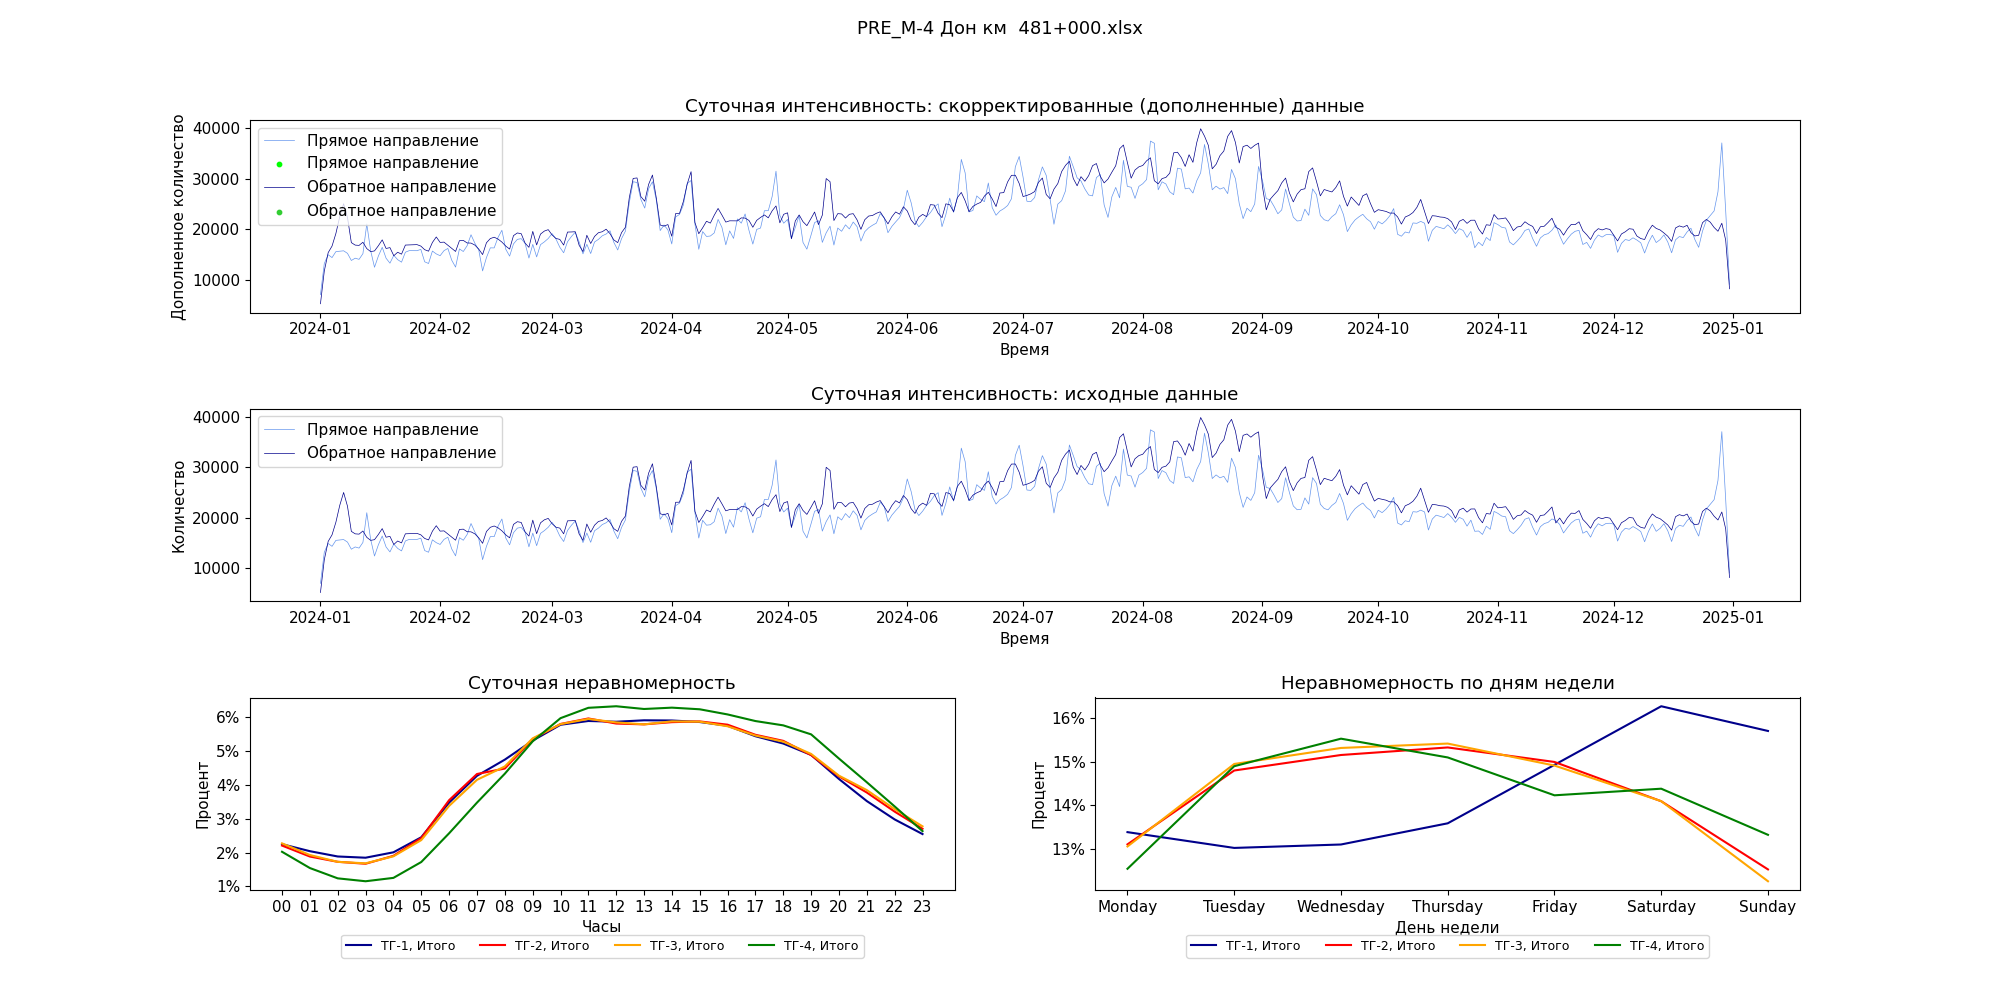 PRE_М-4 Дон км  481+000.xlsx
Суточная интенсивность: скорректированные (дополненные) данные
Дополненное количество
40000
30000
20000
10000
Прямое направление
Прямое направление
Обратное направление
Обратное направление
2024-01 2024-02 2024-03 2024-04 2024-05 2024-06 2024-07 2024-08 2024-09 2024-10 2024-11 2024-12 2025-01
Время
Суточная интенсивность: исходные данные
Количество
40000
30000
20000
10000
Прямое направление
Обратное направление
2024-01 2024-02 2024-03 2024-04 2024-05 2024-06 2024-07 2024-08 2024-09 2024-10 2024-11 2024-12 2025-01
Время
Суточная неравномерность
Процент
6%
5%
4%
3%
2%
1%
00 01 02 03 04 05 06 07 08 09 10 11 12 13 14 15 16 17 18 19 20 21 22 23
Часы
ТГ-1, Итого ТГ-2, Итого ТГ-3, Итого ТГ-4, Итого
Неравномерность по дням недели
Процент
16%
15%
14%
13%
Monday Tuesday Wednesday Thursday Friday Saturday Sunday
День недели
ТГ-1, Итого ТГ-2, Итого ТГ-3, Итого ТГ-4, Итого